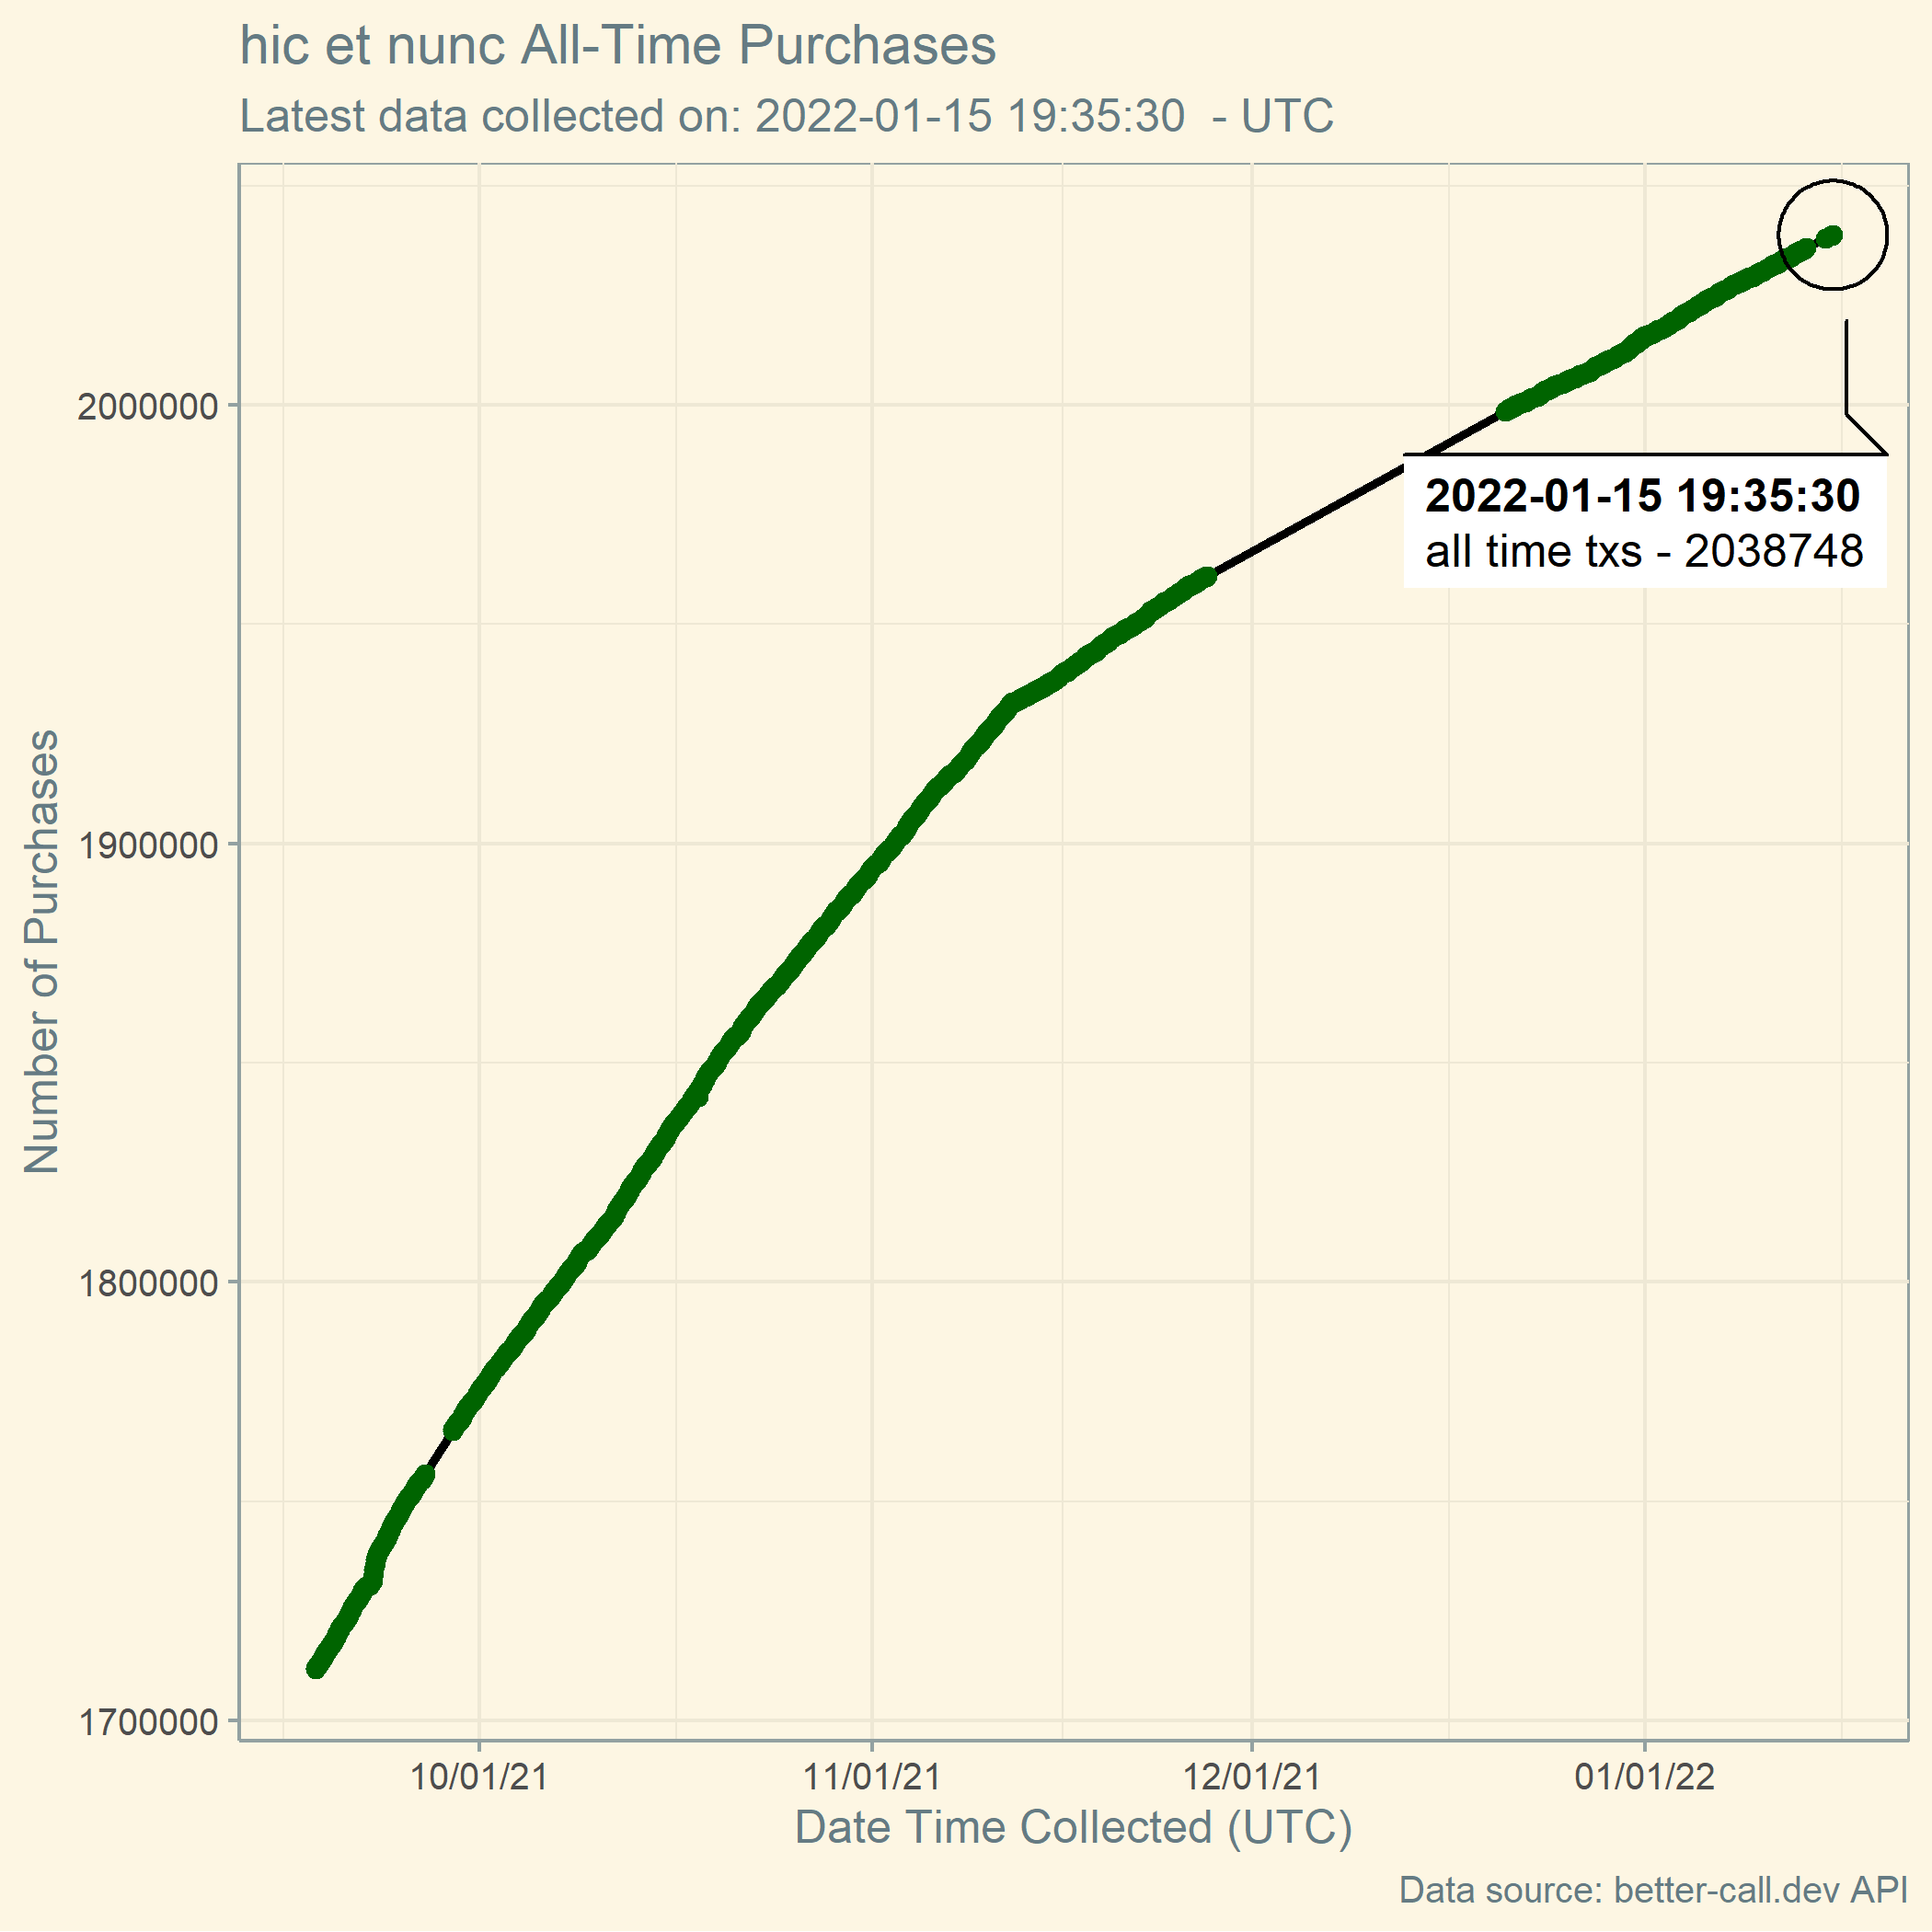 hic et nunc All-Time Purchases
Latest data collected on: 2022-01-15 19:35:30  - UTC
Number of Purchases
2000000
1900000
1800000
1700000
2022-01-15 19:35:30
all time txs - 2038748
10/01/21
11/01/21
12/01/21
01/01/22
Date Time Collected (UTC)
Data source: better-call.dev API